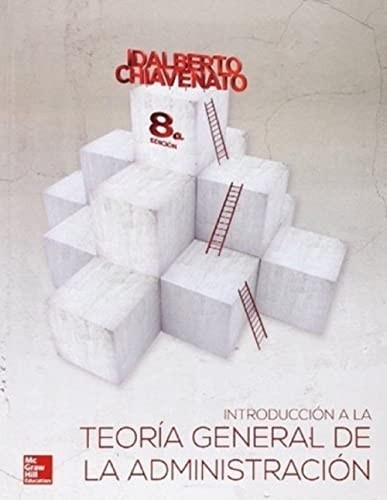 IDALBERTO
CHIAVENATO
8a
EDICIÓN
INTRODUCCIÓN A LA
TEORÍA GENERAL DE
LA ADMINISTRACIÓN
Mc
Graw
Hill
Education